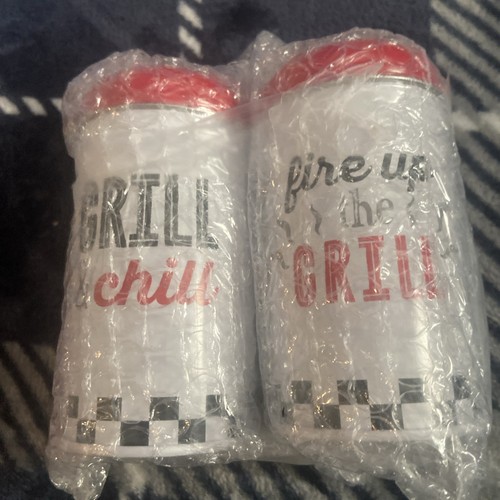 GRILL
& chill
fire up
the
GRILL